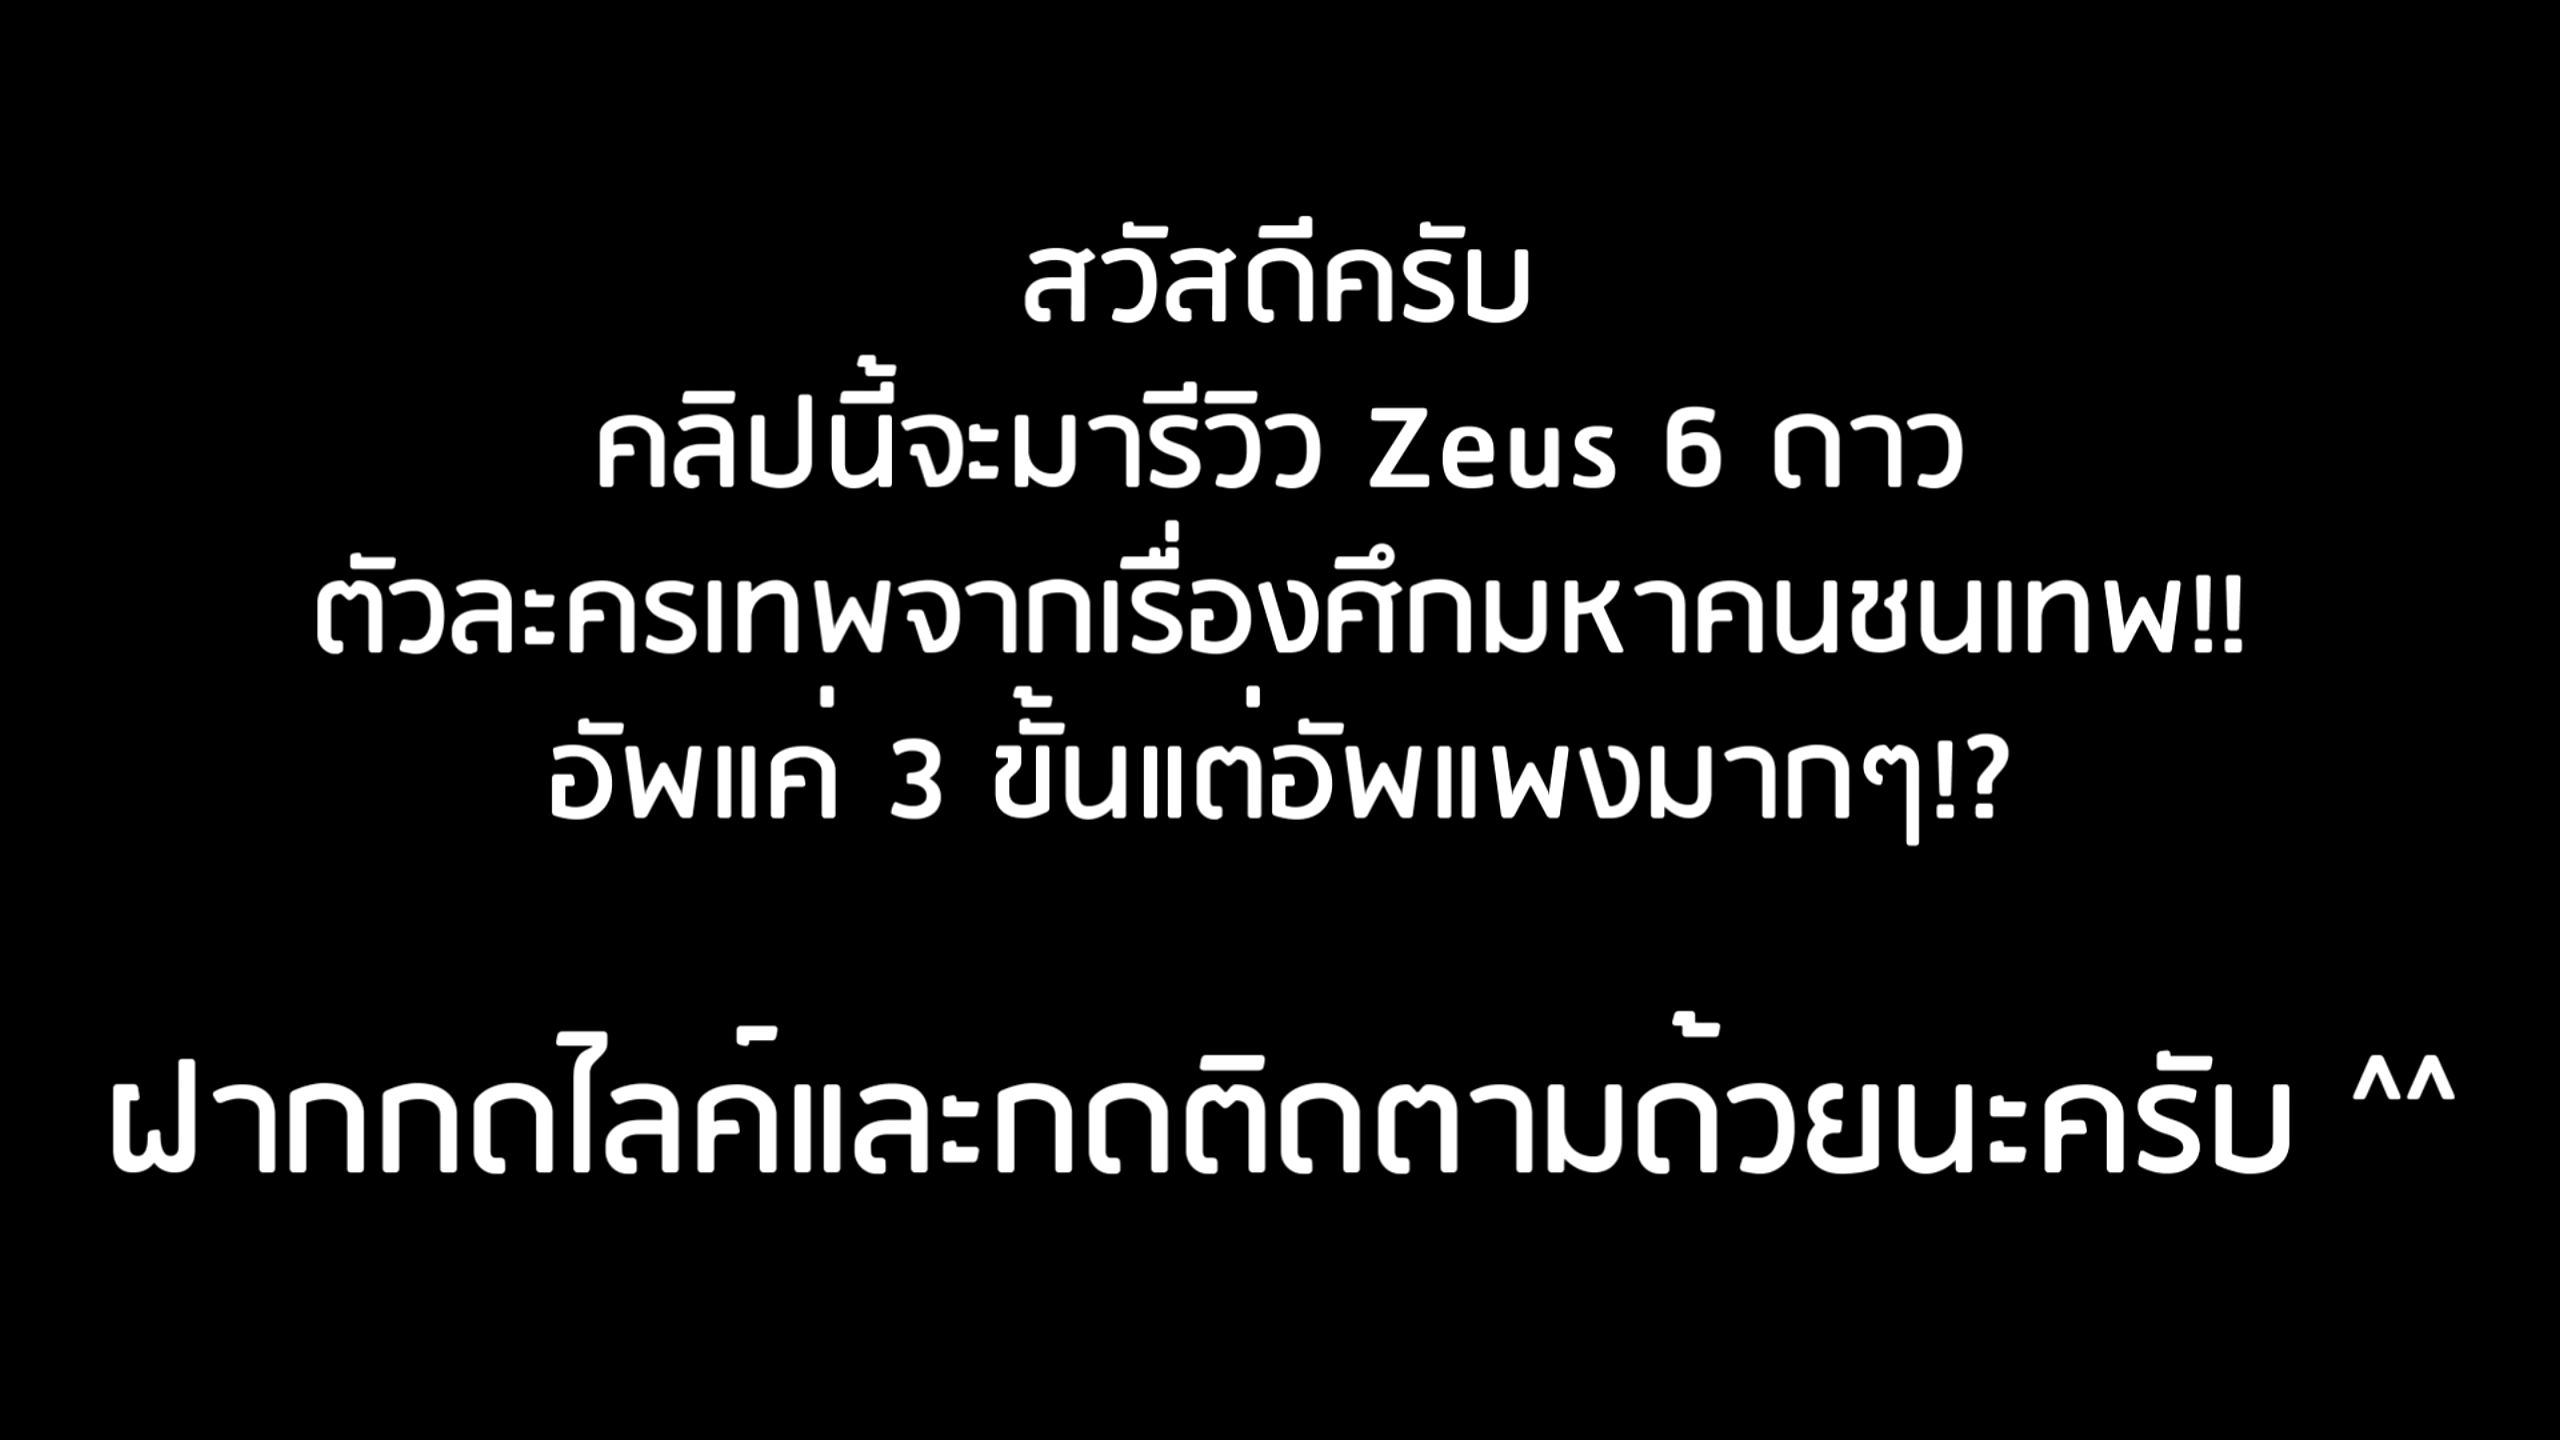 สวัสดีครับ
คลิปนี้จะมารีวิว Zeus 6 ดาว
ตัวละครเทพจากเรื่องศึกมหาคนชนเทพ!!
อัพแค่ 3 ขั้นแต่อัพแพงมากๆ!?
ฝากกดไลค์และกดติดตามด้วยนะครับ ^^